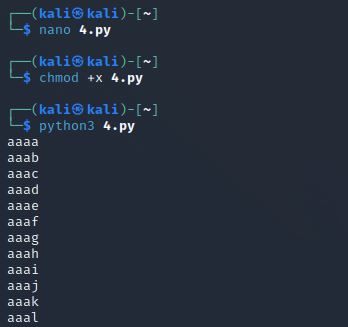 ┌──(kali㉿kali)-[~]
└─$ nano 4.py
┌──(kali㉿kali)-[~]
└─$ chmod +x 4.py
┌──(kali㉿kali)-[~]
└─$ python3 4.py
aaaa
aaab
aaac
aaad
aaae
aaaf
aaag
aaah
aaai
aaaj
aaak
aaal